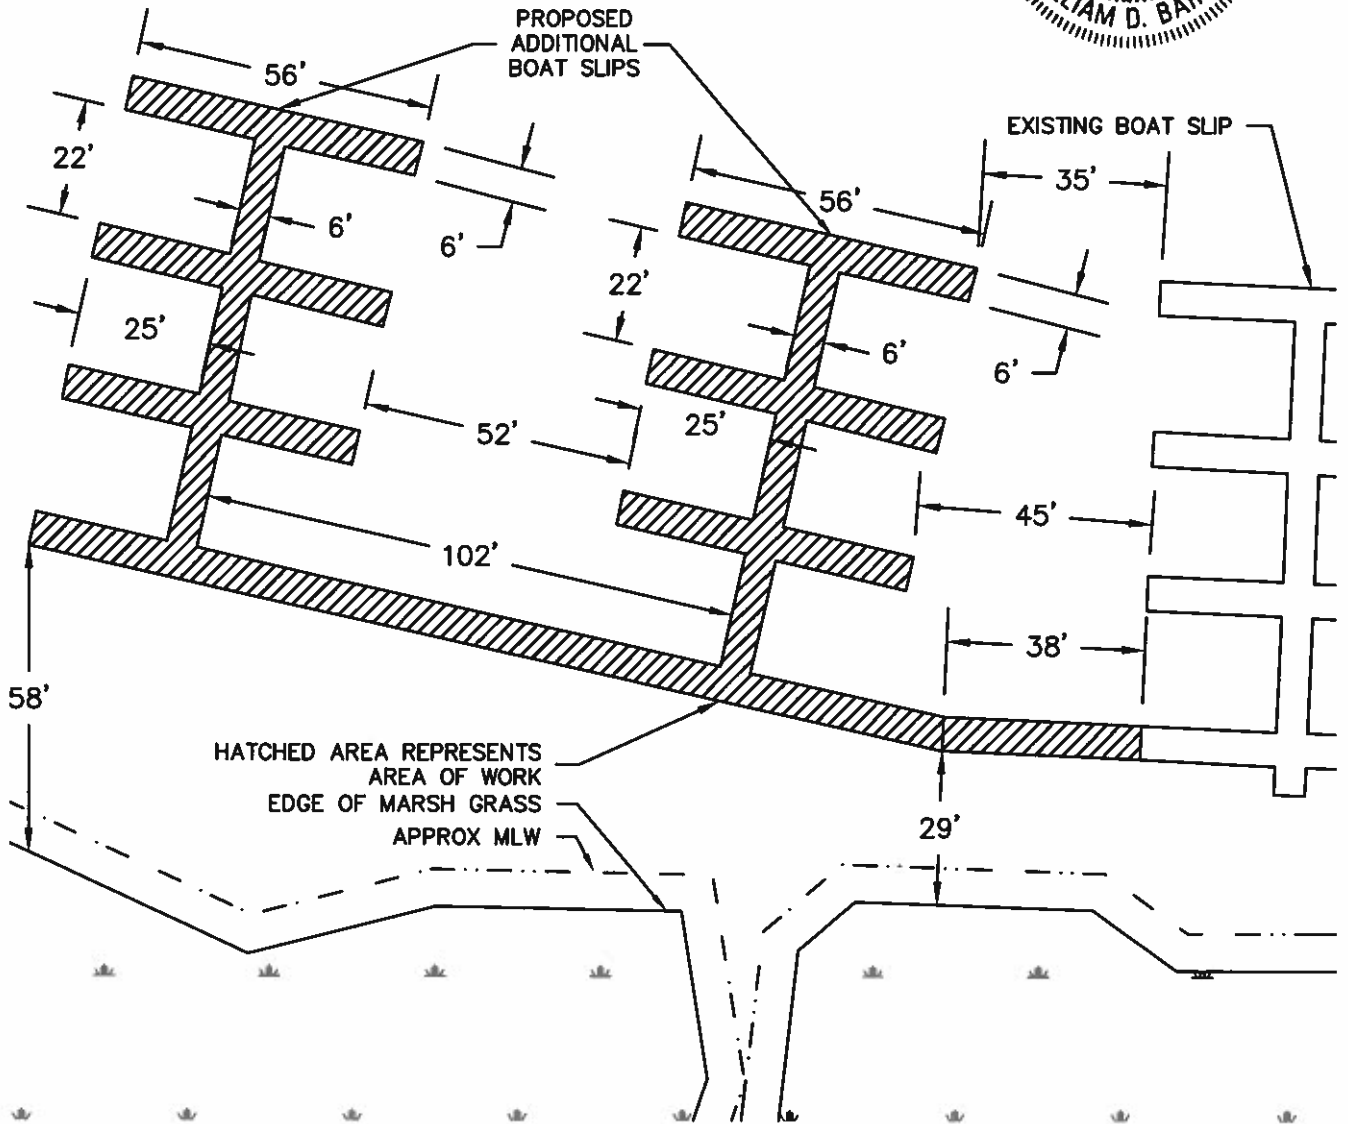 D. BA
PROPOSED
ADDITIONAL
BOAT SLIPS
56'
EXISTING BOAT SLIP
22'
35'
56'
6'
6'
22'
25'
6'
6'
25'
52'
45'
102'
38'
58'
HATCHED AREA REPRESENTS
AREA OF WORK
EDGE OF MARSH GRASS
APPROX MLW
29'